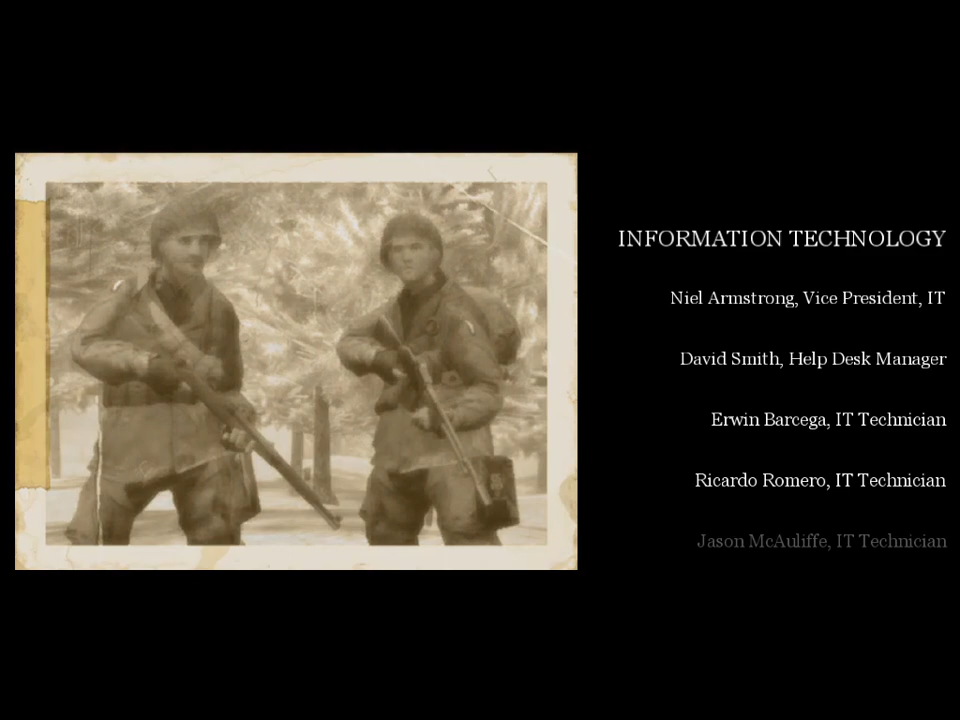 INFORMATION TECHNOLOGY
Niel Armstrong, Vice President, IT
David Smith, Help Desk Manager
Erwin Barcega, IT Technician
Ricardo Romero, IT Technician
Jason McAuliffe, IT Technician